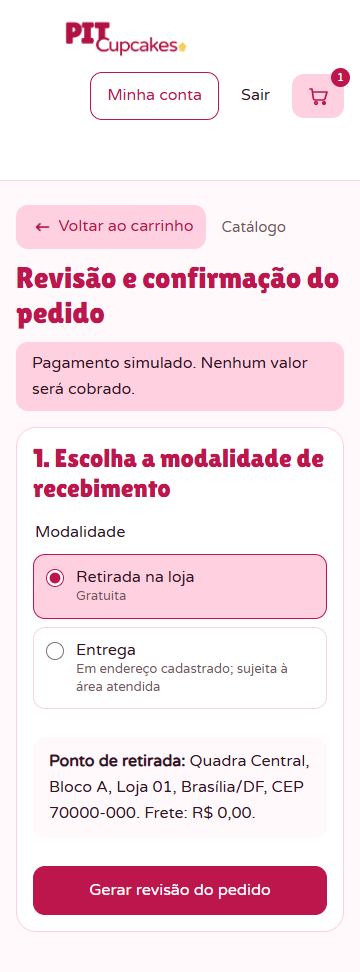 PIT
Cupcakes
Minha conta
Sair
1
← Voltar ao carrinho
Catálogo
Revisão e confirmação do
pedido
Pagamento simulado. Nenhum valor
será cobrado.
1. Escolha a modalidade de
recebimento
Modalidade
Retirada na loja
Gratuita
Entrega
Em endereço cadastrado; sujeita à
área atendida
Ponto de retirada: Quadra Central,
Bloco A, Loja 01, Brasília/DF, CEP
70000-000. Frete: R$ 0,00.
Gerar revisão do pedido